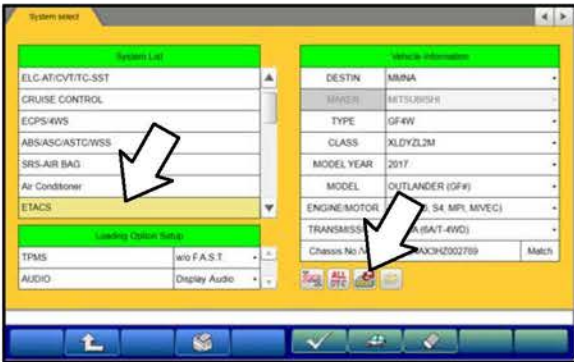 System select
System List
ELC-AT/CVT/TC-SST
CRUISE CONTROL
ECPS/4WS
ABS/ASC/ASTC/WSS
SRS-AIR BAG
Air Conditioner
ETACS
Loading Option Setup
TPMS w/o F.A.S.T.
AUDIO Display Audio
Vehicle Information
DESTIN MMNA
MAKER MITSUBISHI
TYPE GF4W
CLASS XLDYZL2M
MODEL YEAR 2017
MODEL OUTLANDER (GF#)
ENGINE/MOTOR S4, MPI, MIVEC)
(6A/T-4WD)
Chassis No. Match
ALL DTC